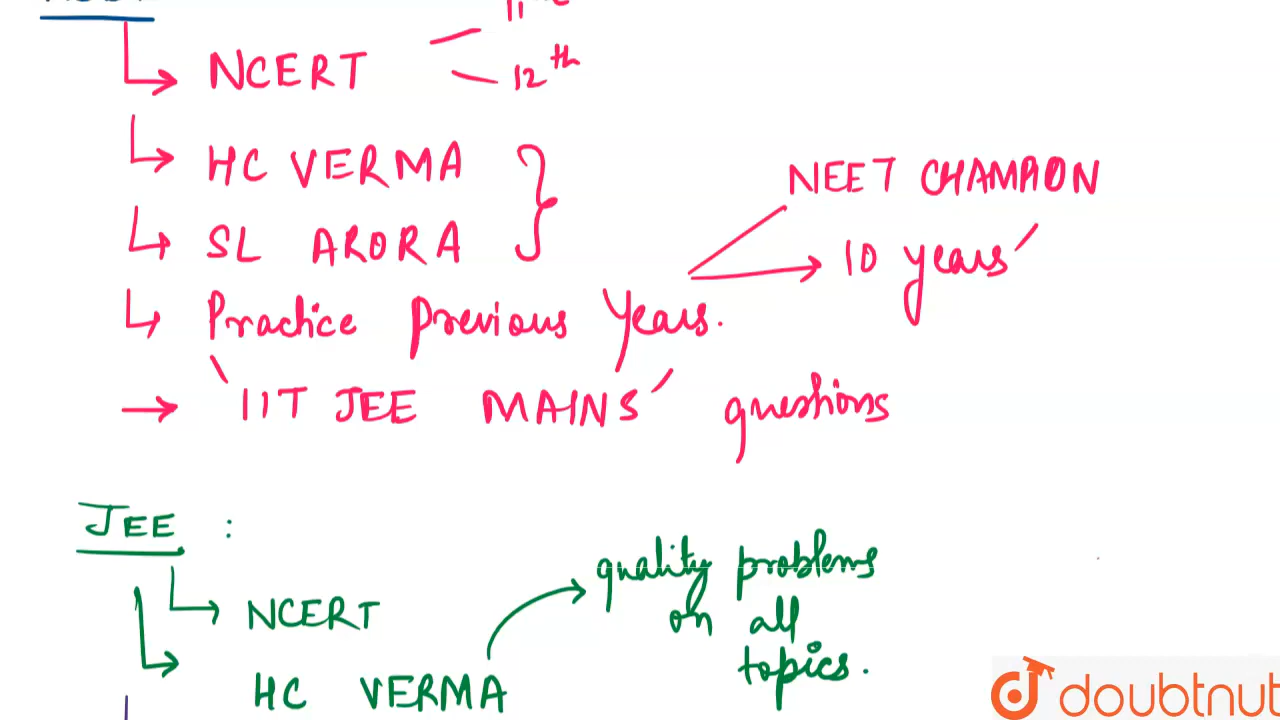 NCERT
12th
HC VERMA
SL ARORA
NEET CHAMPION
10 years'
Practice Previous Years.
'IIT JEE MAINS' questions
JEE :
NCERT
HC VERMA
quality problems
on all
topics.
doubtnut